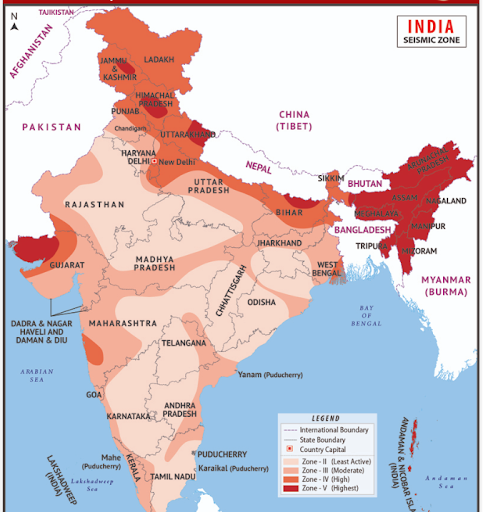 N
INDIA
SEISMIC ZONE
TAJIKISTAN
AFGHANISTAN
PAKISTAN
CHINA
(TIBET)
NEPAL
BHUTAN
BANGLADESH
MYANMAR
(BURMA)
LADAKH
JAMMU
&
KASHMIR
HIMACHAL
PRADESH
PUNJAB
Chandigarh
UTTARAKHAND
HARYANA
DELHI
New Delhi
SIKKIM
ARUNACHAL
PRADESH
ASSAM
NAGALAND
MEGHALAYA
MANIPUR
TRIPURA
MIZORAM
UTTAR
PRADESH
BIHAR
RAJASTHAN
JHARKHAND
WEST
BENGAL
GUJARAT
MADHYA
PRADESH
CHHATTISGARH
ODISHA
DADRA & NAGAR
HAVELI AND
DAMAN & DIU
MAHARASHTRA
TELANGANA
BAY
OF
BENGAL
ARABIAN
SEA
Yanam (Puducherry)
GOA
KARNATAKA
ANDHRA
PRADESH
Mahe
(Puducherry)
KERALA
PUDUCHERRY
Karaikal (Puducherry)
TAMIL NADU
LAKSHADWEEP
(INDIA)
Lakshadweep
Sea
ANDAMAN & NICOBAR
(INDIA)
Andaman
Sea
LEGEND
International Boundary
State Boundary
Country Capital
Zone - II (Least Active)
Zone - III (Moderate)
Zone - IV (High)
Zone - V (Highest)